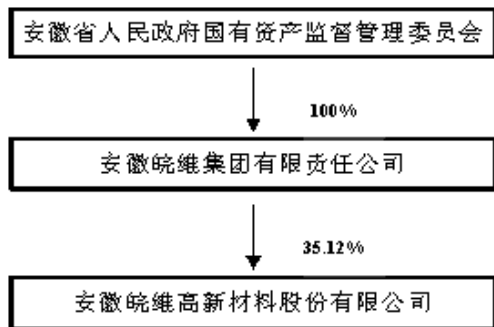 安徽省人民政府国有资产监督管理委员会
100%
安徽皖维集团有限责任公司
35.12%
安徽皖维高新材料股份有限公司